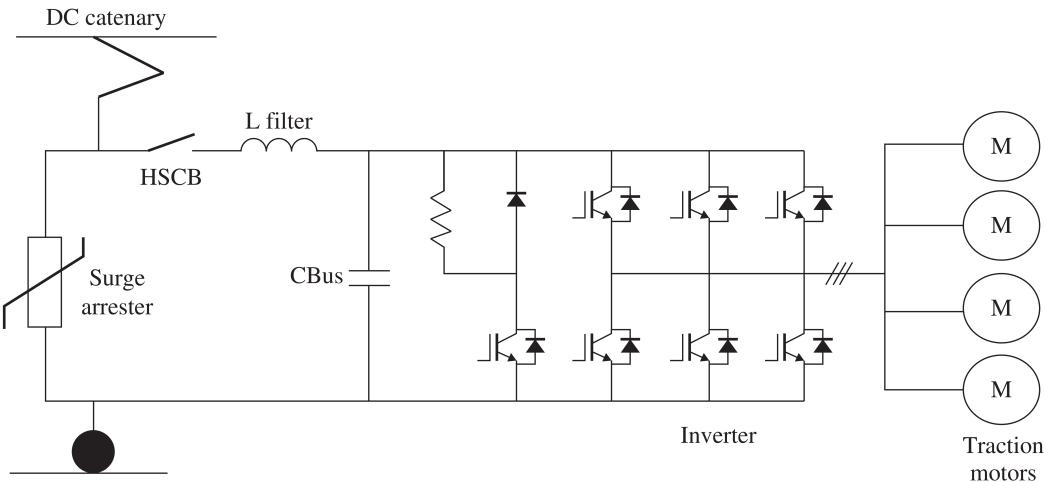 DC catenary
L filter
HSCB
Surge
arrester
CBus
M
M
M
M
Inverter
Traction
motors